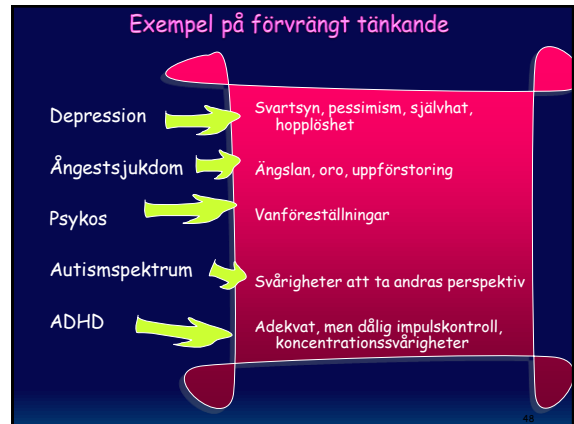 Exempel på förvrängt tänkande
Depression
Svartsyn, pessimism, självhat,
hopplöshet
Ångestsjukdom
Ängslan, oro, uppförstoring
Psykos
Vanföreställningar
Autismspektrum
Svårigheter att ta andras perspektiv
ADHD
Adekvat, men dålig impulskontroll,
koncentrationssvårigheter
48